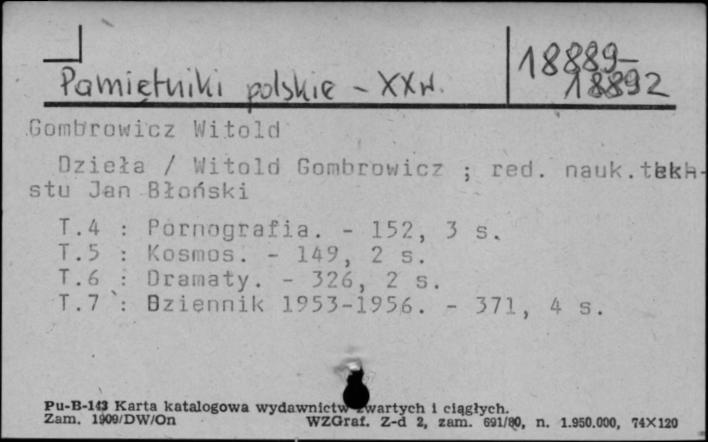 Pamiętniki polskie - XXw.
18889-
18892
Gombrowicz Witold
Dzieła / Witold Gombrowicz ; red. nauk. tekstu Jan Błoński
T.4 : Pornografia. - 152, 3 s.
T.5 : Kosmos. - 149, 2 s.
T.6 : Dramaty. - 326, 2 s.
T.7 : Dziennik 1953-1956. - 371, 4 s.
Pu-B-143 Karta katalogowa wydawnictw zwartych i ciągłych.
Zam. 1909/DW/On WZGraf. Z-d 2, zam. 691/80, n. 1.950.000, 74×120